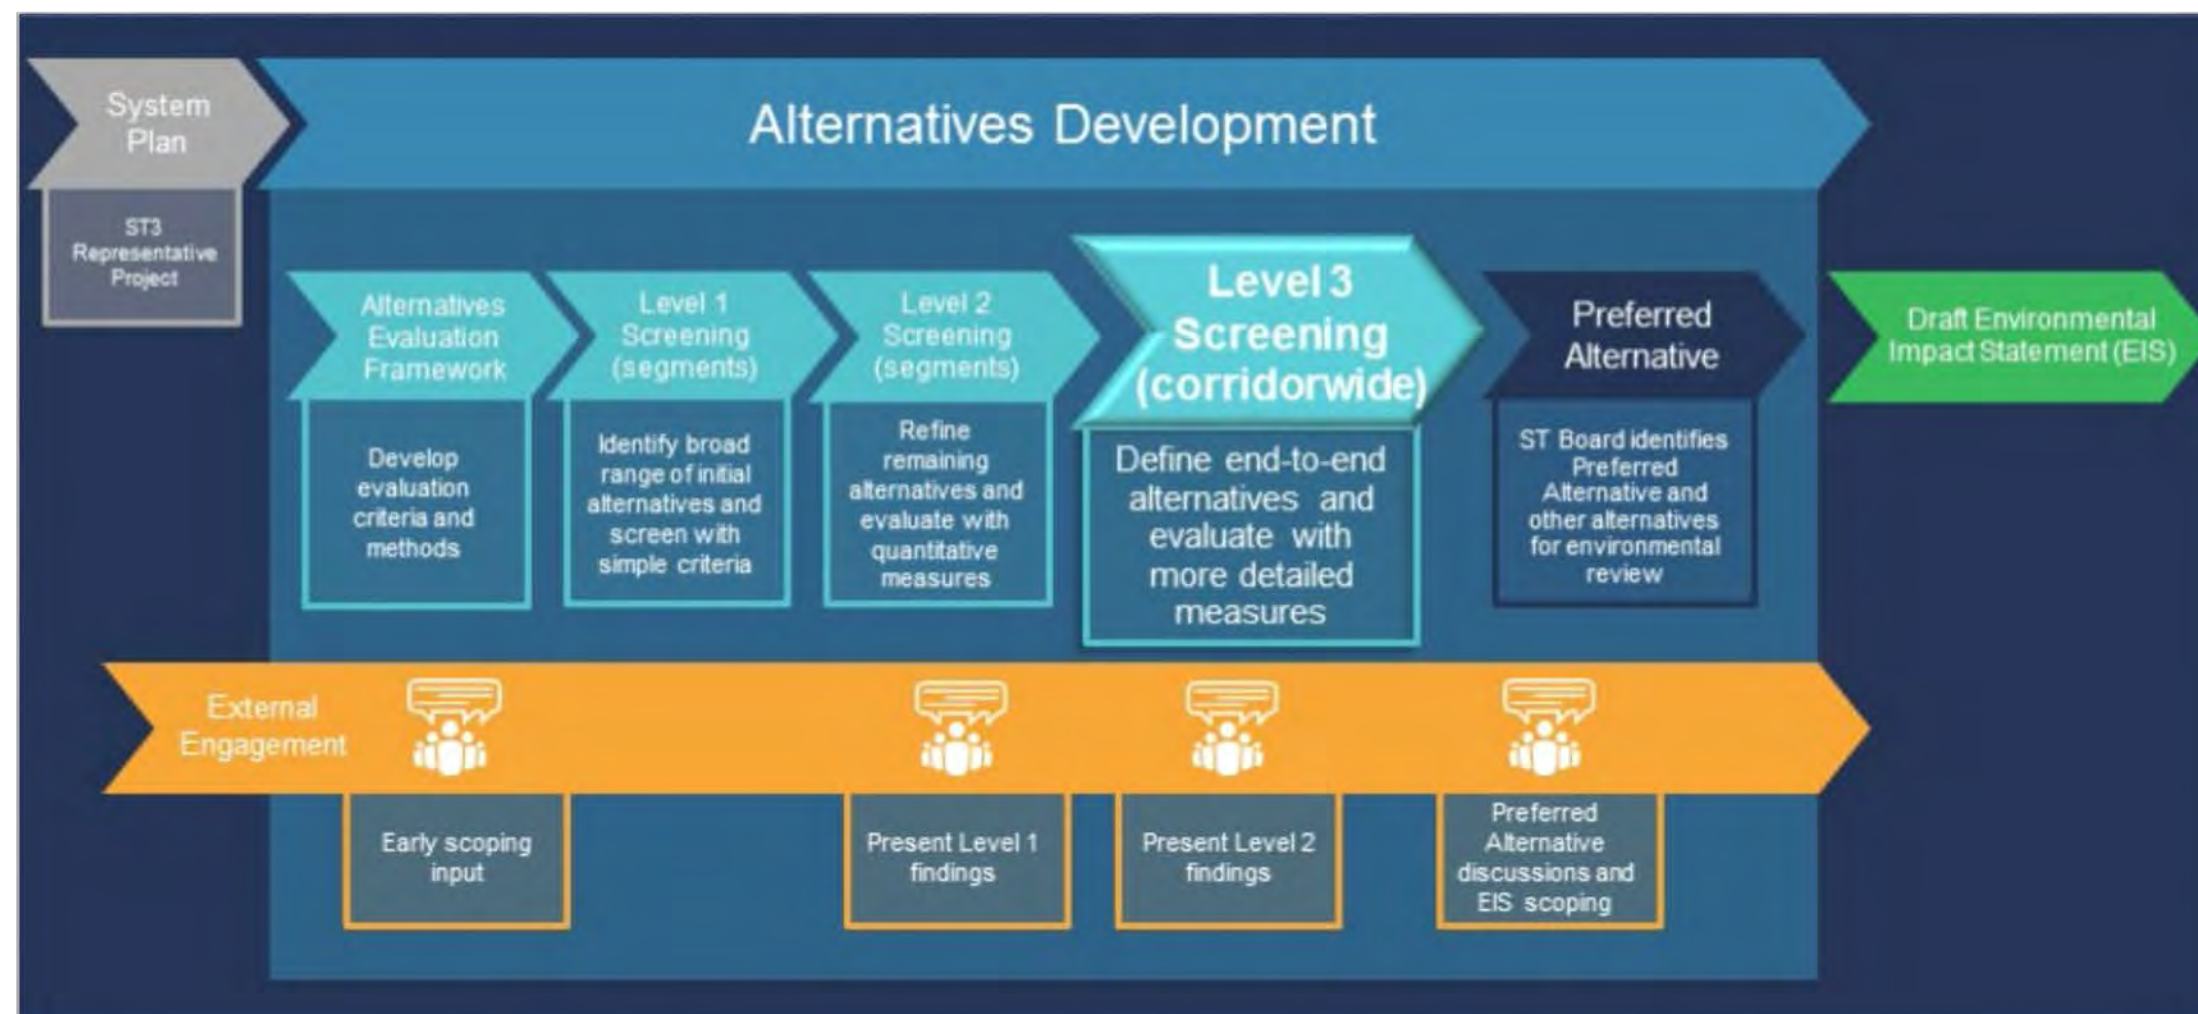 System
Plan
ST3
Representative
Project
Alternatives Development
Alternatives
Evaluation
Framework
Develop
evaluation
criteria and
methods
Level 1
Screening
(segments)
Identify broad
range of initial
alternatives and
screen with
simple criteria
Level 2
Screening
(segments)
Refine
remaining
alternatives and
evaluate with
quantitative
measures
Level 3
Screening
(corridorwide)
Define end-to-end
alternatives and
evaluate with
more detailed
measures
Preferred
Alternative
ST Board identifies
Preferred
Alternative and
other alternatives
for environmental
review
Draft Environmental
Impact Statement (EIS)
External
Engagement
Early scoping
input
Present Level 1
findings
Present Level 2
findings
Preferred
Alternative
discussions and
EIS scoping